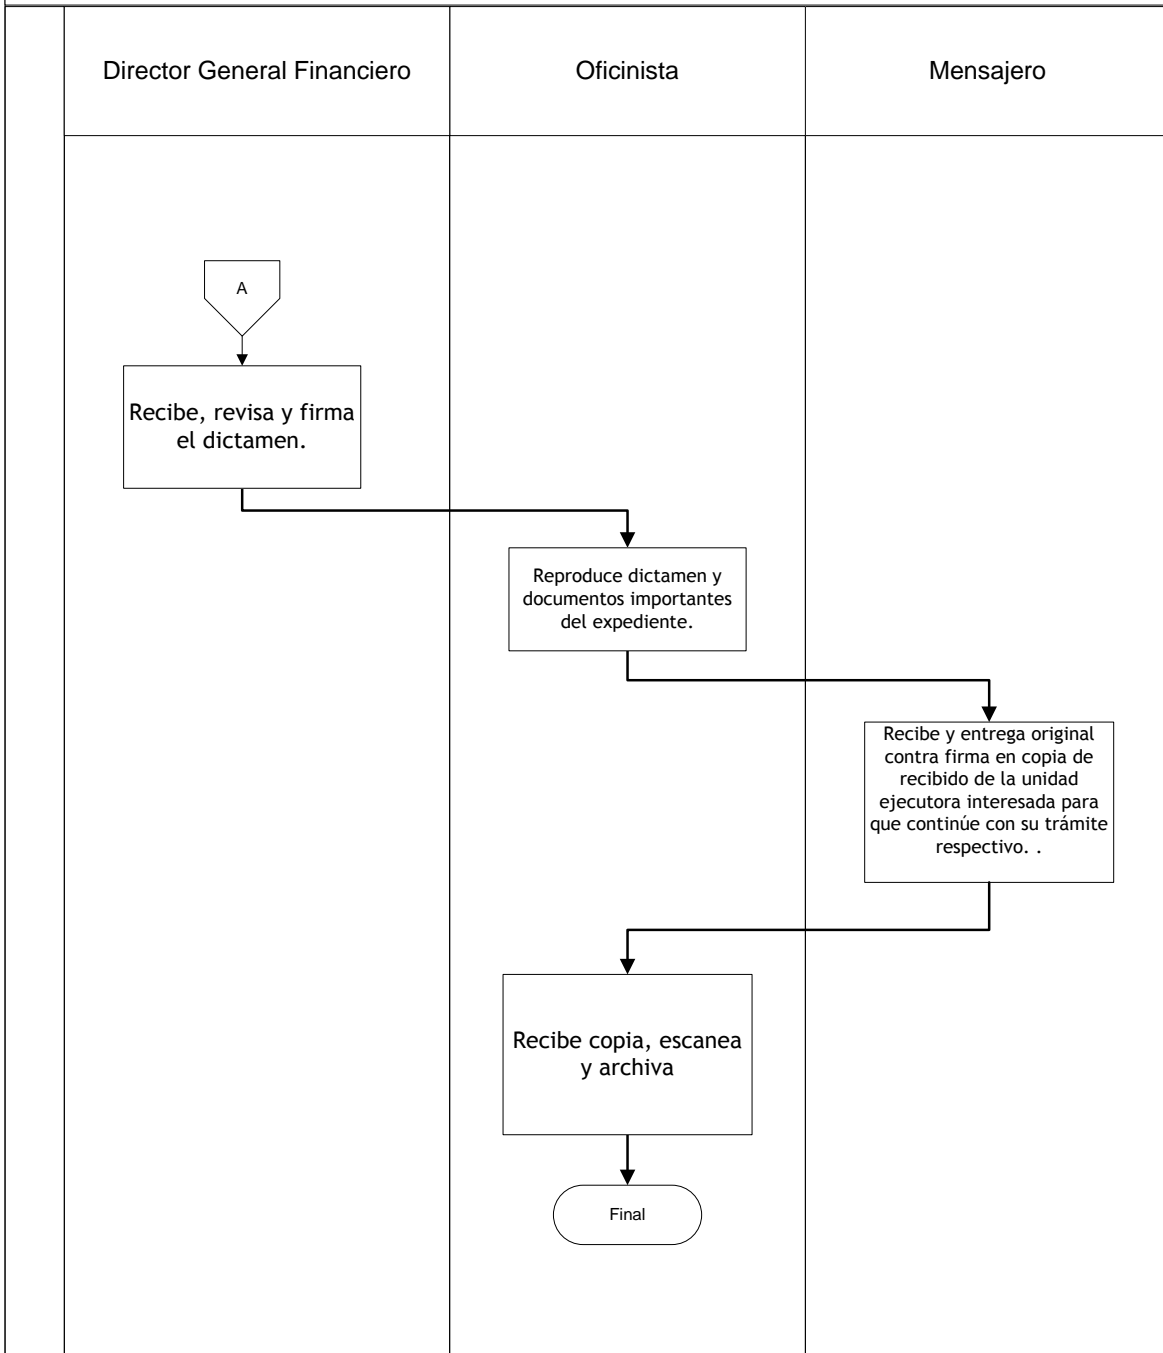 Director General Financiero
Oficinista
Mensajero
A
Recibe, revisa y firma
el dictamen.
Reproduce dictamen y
documentos importantes
del expediente.
Recibe y entrega original
contra firma en copia de
recibido de la unidad
ejecutora interesada para
que continúe con su trámite
respectivo. .
Recibe copia, escanea
y archiva
Final